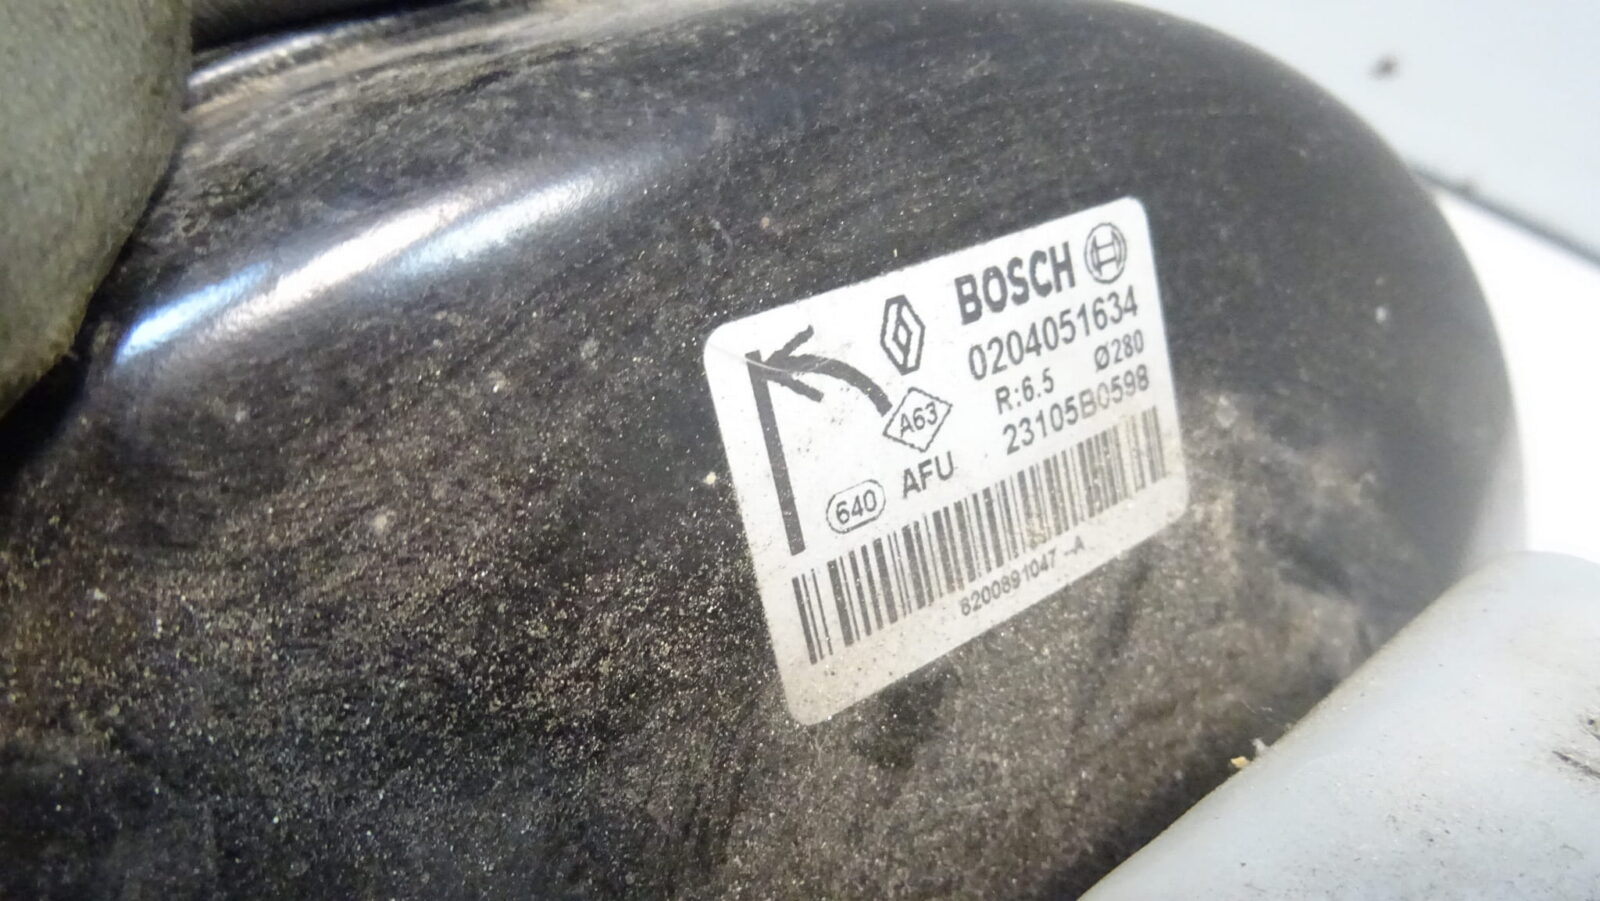 BOSCH
0204051634
R:6.5 Ø280
A63
23105B0598
640 AFU
8200891047 -A